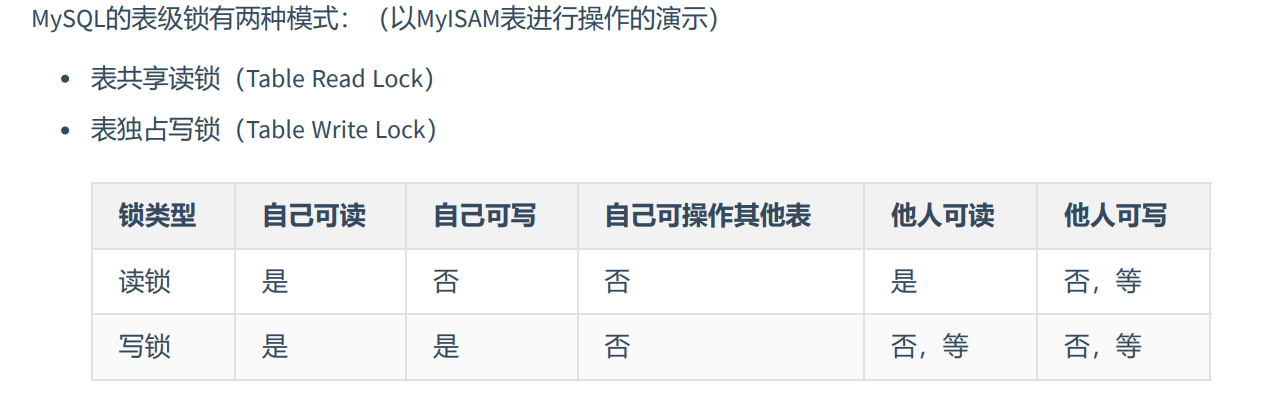 MySQL的表级锁有两种模式：（以MyISAM表进行操作的演示）
• 表共享读锁（Table Read Lock）
• 表独占写锁（Table Write Lock）
锁类型 自己可读 自己可写 自己可操作其他表 他人可读 他人可写
读锁 是 否 否 是 否，等
写锁 是 是 否 否，等 否，等